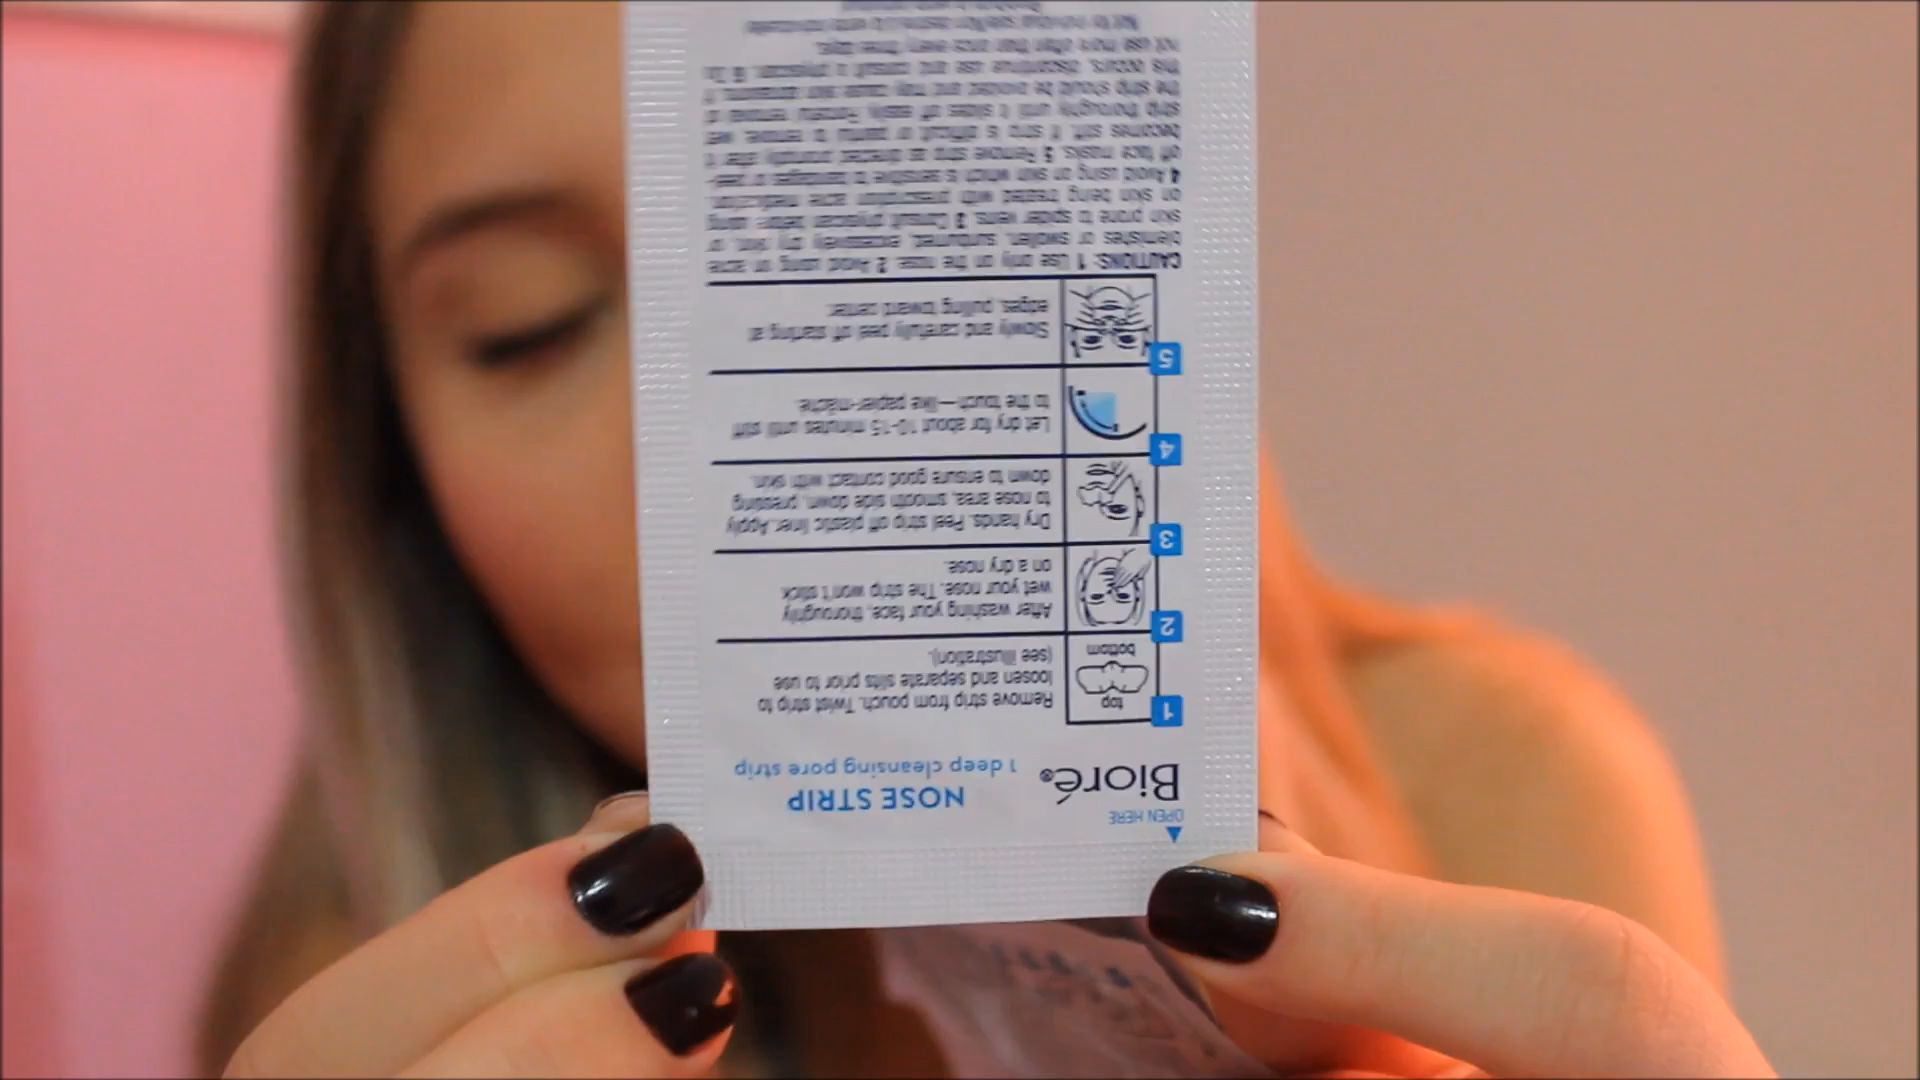 OPEN HERE
Bioré®
NOSE STRIP
1 deep cleansing pore strip
1
top
bottom
Remove strip from pouch. Twist strip to
loosen and separate slits prior to use
(see illustration).
2
After washing your face, thoroughly
wet your nose. The strip won't stick
on a dry nose.
3
Dry hands. Peel strip off plastic liner. Apply
to nose area, smooth side down, pressing
down to ensure good contact with skin.
4
Let dry for about 10-15 minutes until stiff
to the touch—like papier-mâché.
5
Slowly and carefully peel off starting at
edges, pulling toward center.
CAUTIONS: 1 Use only on the nose. 2 Avoid using on acne
blemishes or swollen, sunburned, excessively dry skin, or
skin prone to spider veins. 3 Consult physician before using
on skin being treated with prescription acne medication.
4 Avoid using on skin which is sensitive to bandages or peel-
off face masks. 5 Remove strip as directed promptly after it
becomes stiff. If strip is difficult or painful to remove, wet
strip thoroughly until it slides off easily. Forceful removal of
the strip should be avoided and may cause skin
this occurs, discontinue use and consult a physician. 6 Do
not use more often than once every three days.